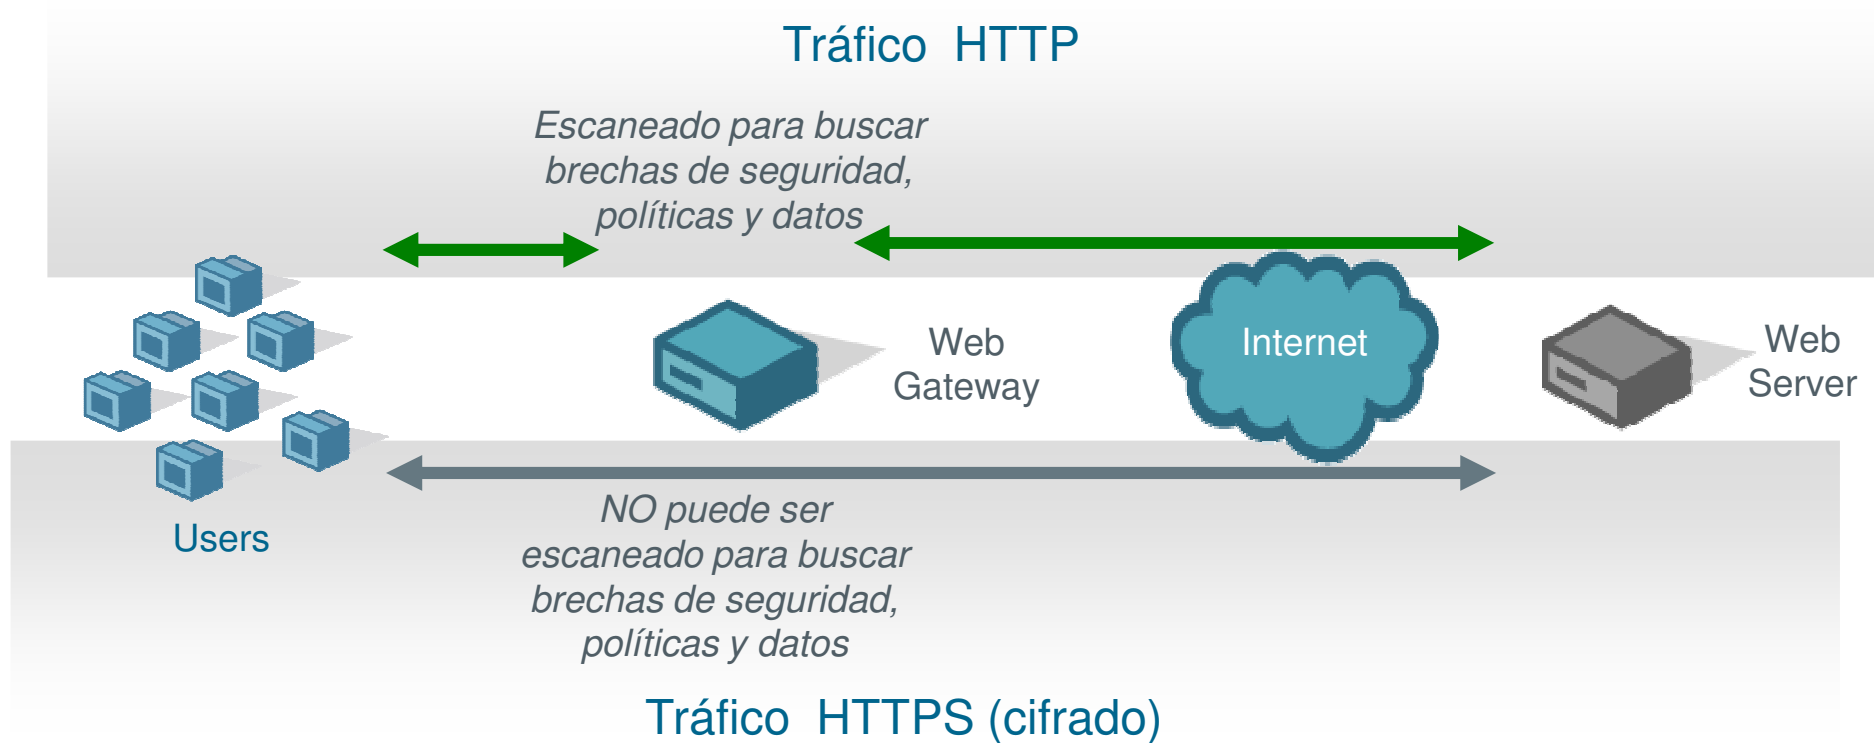 Tráfico HTTP
Escaneado para buscar
brechas de seguridad,
políticas y datos
Web
Gateway
Internet
Web
Server
Users
NO puede ser
escaneado para buscar
brechas de seguridad,
políticas y datos
Tráfico HTTPS (cifrado)